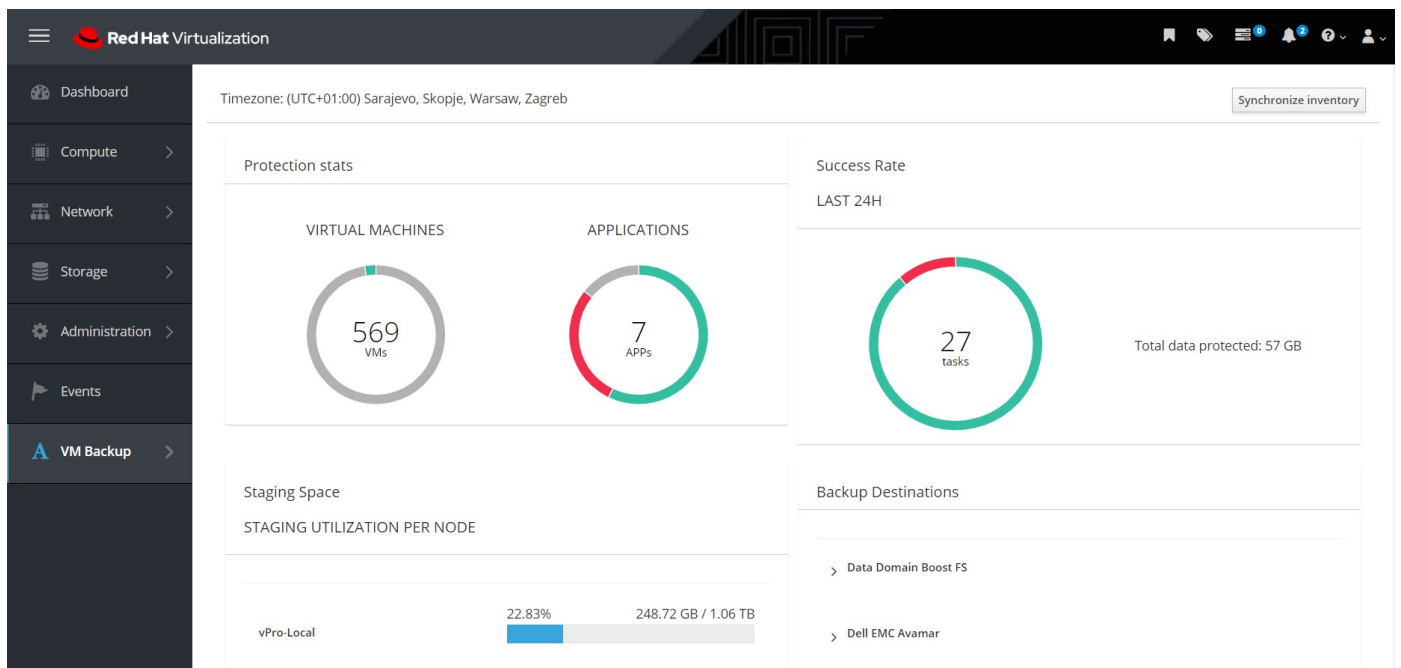 Red Hat Virtualization
0
2
Dashboard
Compute
Network
Storage
Administration
Events
A VM Backup
Timezone: (UTC+01:00) Sarajevo, Skopje, Warsaw, Zagreb
Synchronize inventory
Protection stats
VIRTUAL MACHINES
569
VMs
APPLICATIONS
7
APPs
Success Rate
LAST 24H
27
tasks
Total data protected: 57 GB
Staging Space
STAGING UTILIZATION PER NODE
vPro-Local
22.83%
248.72 GB / 1.06 TB
Backup Destinations
Data Domain Boost FS
Dell EMC Avamar